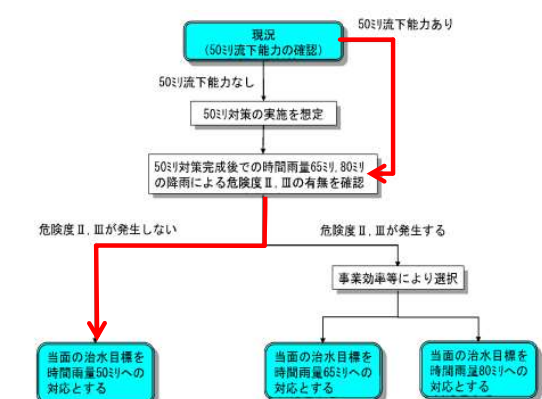 50ﾐﾘ流下能力あり
現況
(50ﾐﾘ流下能力の確認)
50ﾐﾘ流下能力なし
50ﾐﾘ対策の実施を想定
50ﾐﾘ対策完成後での時間雨量65ﾐﾘ,80ﾐﾘ
の降雨による危険度Ⅱ,Ⅲの有無を確認
危険度Ⅱ,Ⅲが発生しない
危険度Ⅱ,Ⅲが発生する
事業効率等により選択
当面の治水目標を
時間雨量50ﾐﾘへの
対応とする
当面の治水目標を
時間雨量65ﾐﾘへの
対応とする
当面の治水目標を
時間雨量80ﾐﾘへの
対応とする